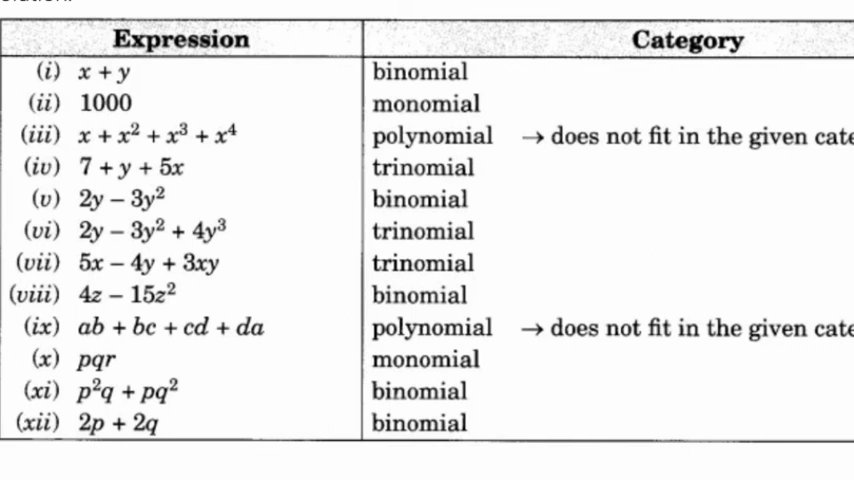 Expression Category
(i) x + y binomial
(ii) 1000 monomial
(iii) x + x² + x³ + x⁴ polynomial → does not fit in the given
(iv) 7 + y + 5x trinomial
(v) 2y – 3y² binomial
(vi) 2y – 3y² + 4y³ trinomial
(vii) 5x – 4y + 3xy trinomial
(viii) 4z – 15z² binomial
(ix) ab + bc + cd + da polynomial → does not fit in the given
(x) pqr monomial
(xi) p²q + pq² binomial
(xii) 2p + 2q binomial